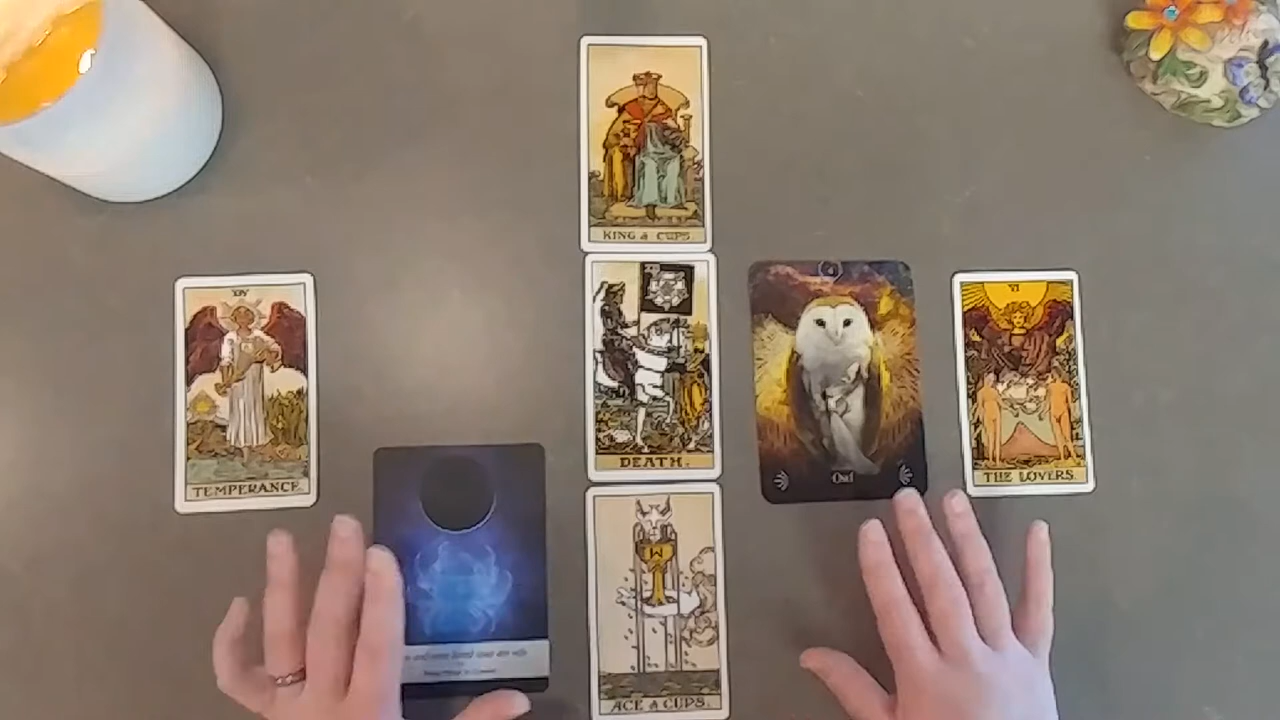 KING of CUPS.
XIV
TEMPERANCE.
DEATH.
Owl
VI
THE LOVERS.
ACE of CUPS.